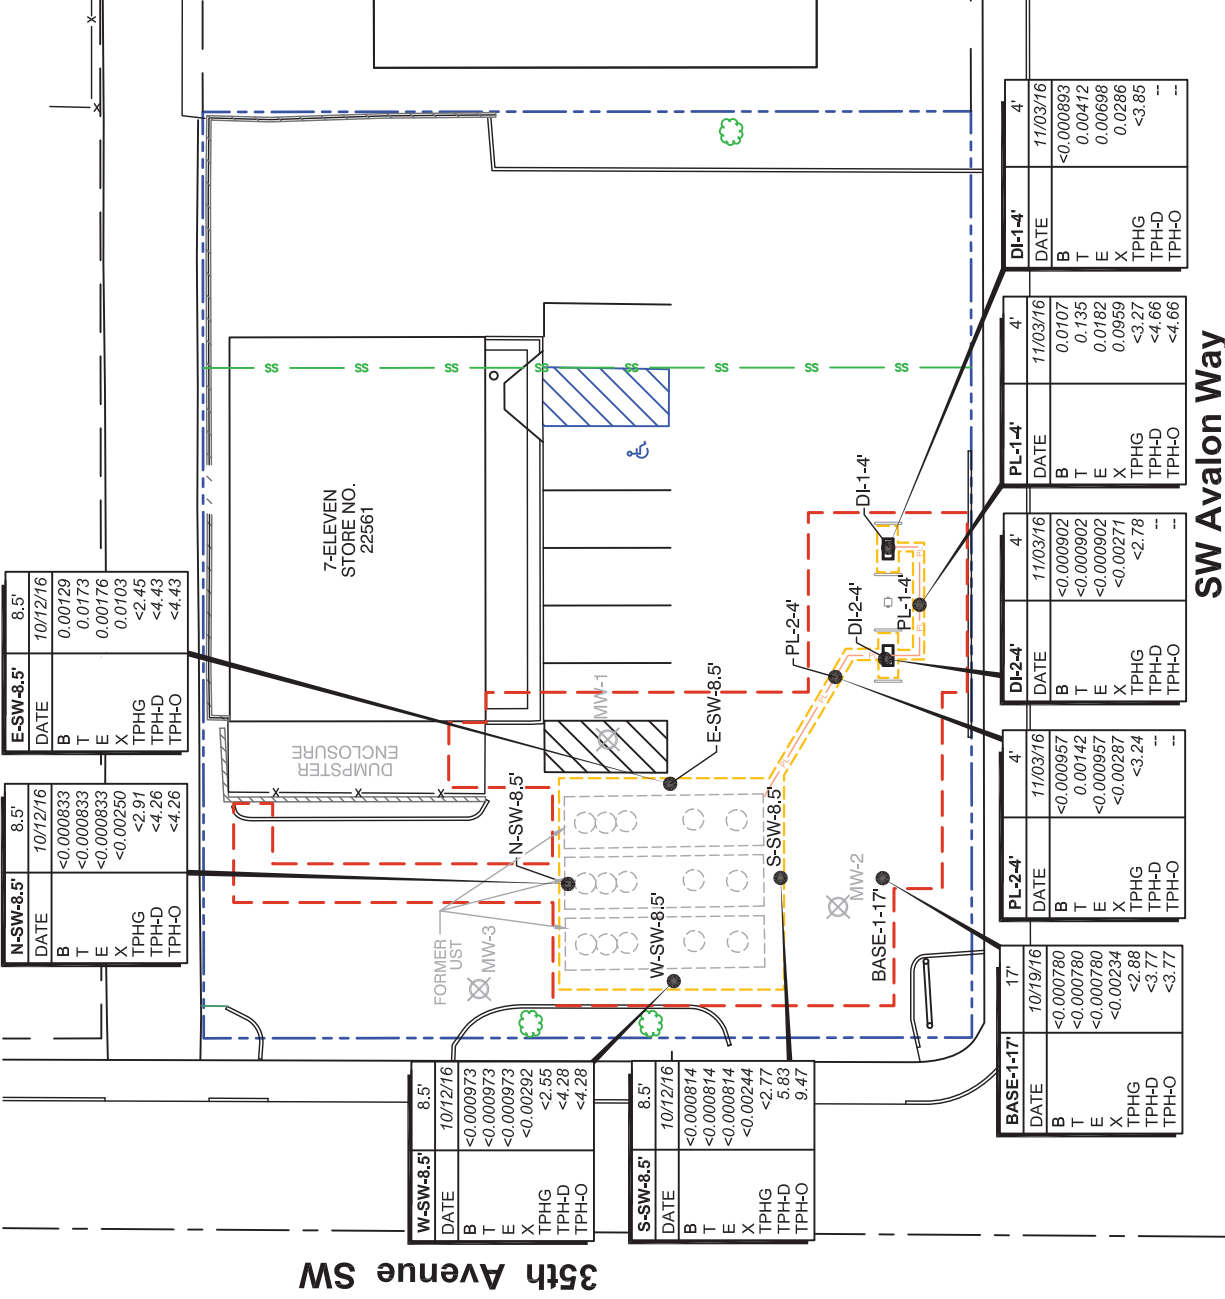 E-SW-8.5' 8.5'
DATE 10/12/16
B 0.00129
T 0.0173
E 0.00176
X 0.0103
TPHG <2.45
TPH-D <4.43
TPH-O <4.43
N-SW-8.5' 8.5'
DATE 10/12/16
B <0.000833
T <0.000833
E <0.000833
X <0.00250
TPHG <2.91
TPH-D <4.26
TPH-O <4.26
W-SW-8.5' 8.5'
DATE 10/12/16
B <0.000973
T <0.000973
E <0.000973
X <0.00292
TPHG <2.55
TPH-D <4.28
TPH-O <4.28
S-SW-8.5' 8.5'
DATE 10/12/16
B <0.000814
T <0.000814
E <0.000814
X <0.00244
TPHG <2.77
TPH-D 5.83
TPH-O 9.47
BASE-1-17' 17'
DATE 10/19/16
B <0.000780
T <0.000780
E <0.000780
X <0.00234
TPHG <2.88
TPH-D <3.77
TPH-O <3.77
PL-2-4' 4'
DATE 11/03/16
B <0.000957
T 0.00142
E <0.000957
X <0.00287
TPHG <3.24
TPH-D --
TPH-O --
DI-2-4' 4'
DATE 11/03/16
B <0.000902
T <0.000902
E <0.000902
X <0.00271
TPHG <2.78
TPH-D --
TPH-O --
PL-1-4' 4'
DATE 11/03/16
B 0.0107
T 0.135
E 0.0182
X 0.0959
TPHG <3.27
TPH-D <4.66
TPH-O <4.66
DI-1-4' 4'
DATE 11/03/16
B <0.000893
T 0.00412
E 0.00698
X 0.0286
TPHG <3.85
TPH-D --
TPH-O --
7-ELEVEN
STORE NO.
22561
DUMPSTER
ENCLOSURE
FORMER
UST
MW-3
MW-1
MW-2
N-SW-8.5'
E-SW-8.5'
W-SW-8.5'
S-SW-8.5'
BASE-1-17'
PL-2-4'
DI-2-4'
PL-1-4'
DI-1-4'
SS SS SS SS SS SS SS SS
X X
X X X
PL PL PL PL
35th Avenue SW
SW Avalon Way